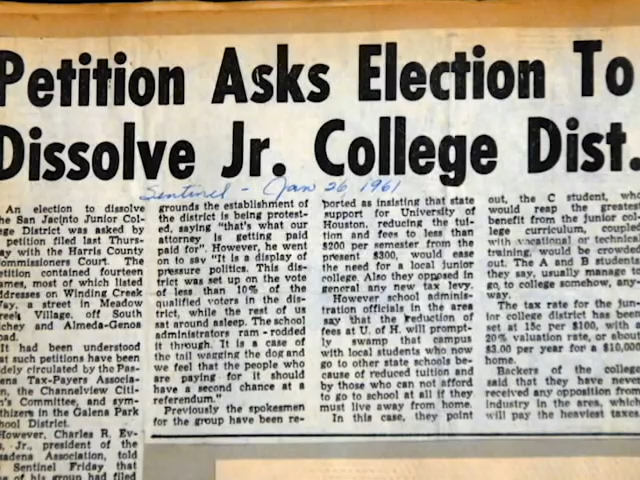 Petition Asks Election To
Dissolve Jr. College Dist.
Sentinel - Jan 26 1961
An election to dissolve
he San Jacinto Junior Col-
ege District was asked by
petition filed last Thurs-
y with the Harris County
ommissioners Court. The
tition contained fourteen
ames, most of which listed
ddresses on Winding Creek
ay, a street in Meadow
reek Village, off South
ichey and Almeda-Genoa
oad.
It had been understood
at such petitions have been
idely circulated by the Pas-
ena Tax-Payers Associa-
n, the Channelview Citi-
n's Committee, and sym-
thizers in the Galena Park
hool District.
However, Charles R. Ev-
s, Jr., president of the
sadena Association, told
Sentinel Friday that
s of his group had filed
grounds the establishment of
the district is being protest-
ed, saying "that's what our
attorney is getting paid
paid for". However, he went
on to say "It is a display of
pressure politics. This dis-
trict was set up on the vote
of less than 10% of the
qualified voters in the dis-
trict, while the rest of us
sat around asleep. The school
administrators ram - rodded
it through. It is a case of
the tail wagging the dog and
we feel that the people who
are paying for it should
have a second chance at a
referendum."
Previously the spokesmen
for the group have been re-
ported as insisting that state
support for University of
Houston, reducing the tui-
tion and fees to less than
$200 per semester from the
present $300, would ease
the need for a local junior
college. Also they opposed in
general any new tax levy.
However school adminis-
tration officials in the area
say that the reduction of
fees at U. of H. will prompt-
ly swamp that campus
with local students who now
go to other state schools be-
cause of reduced tuition and
by those who can not afford
to go to school at all if they
must live away from home.
In this case, they point
out, the C student, who
would reap the greatest
benefit from the junior col-
lege curriculum, coupled
with vocational or technical
training, would be crowded
out. The A and B students
they say, usually manage to
go, to college somehow, any-
way.
The tax rate for the jun-
ior college district has been
set at 15c per $100, with a
20% valuation rate, or about
$3.00 per year for a $10,000
home.
Backers of the college
said that they have never
received any opposition from
industry in the area, which
will pay the heaviest taxes